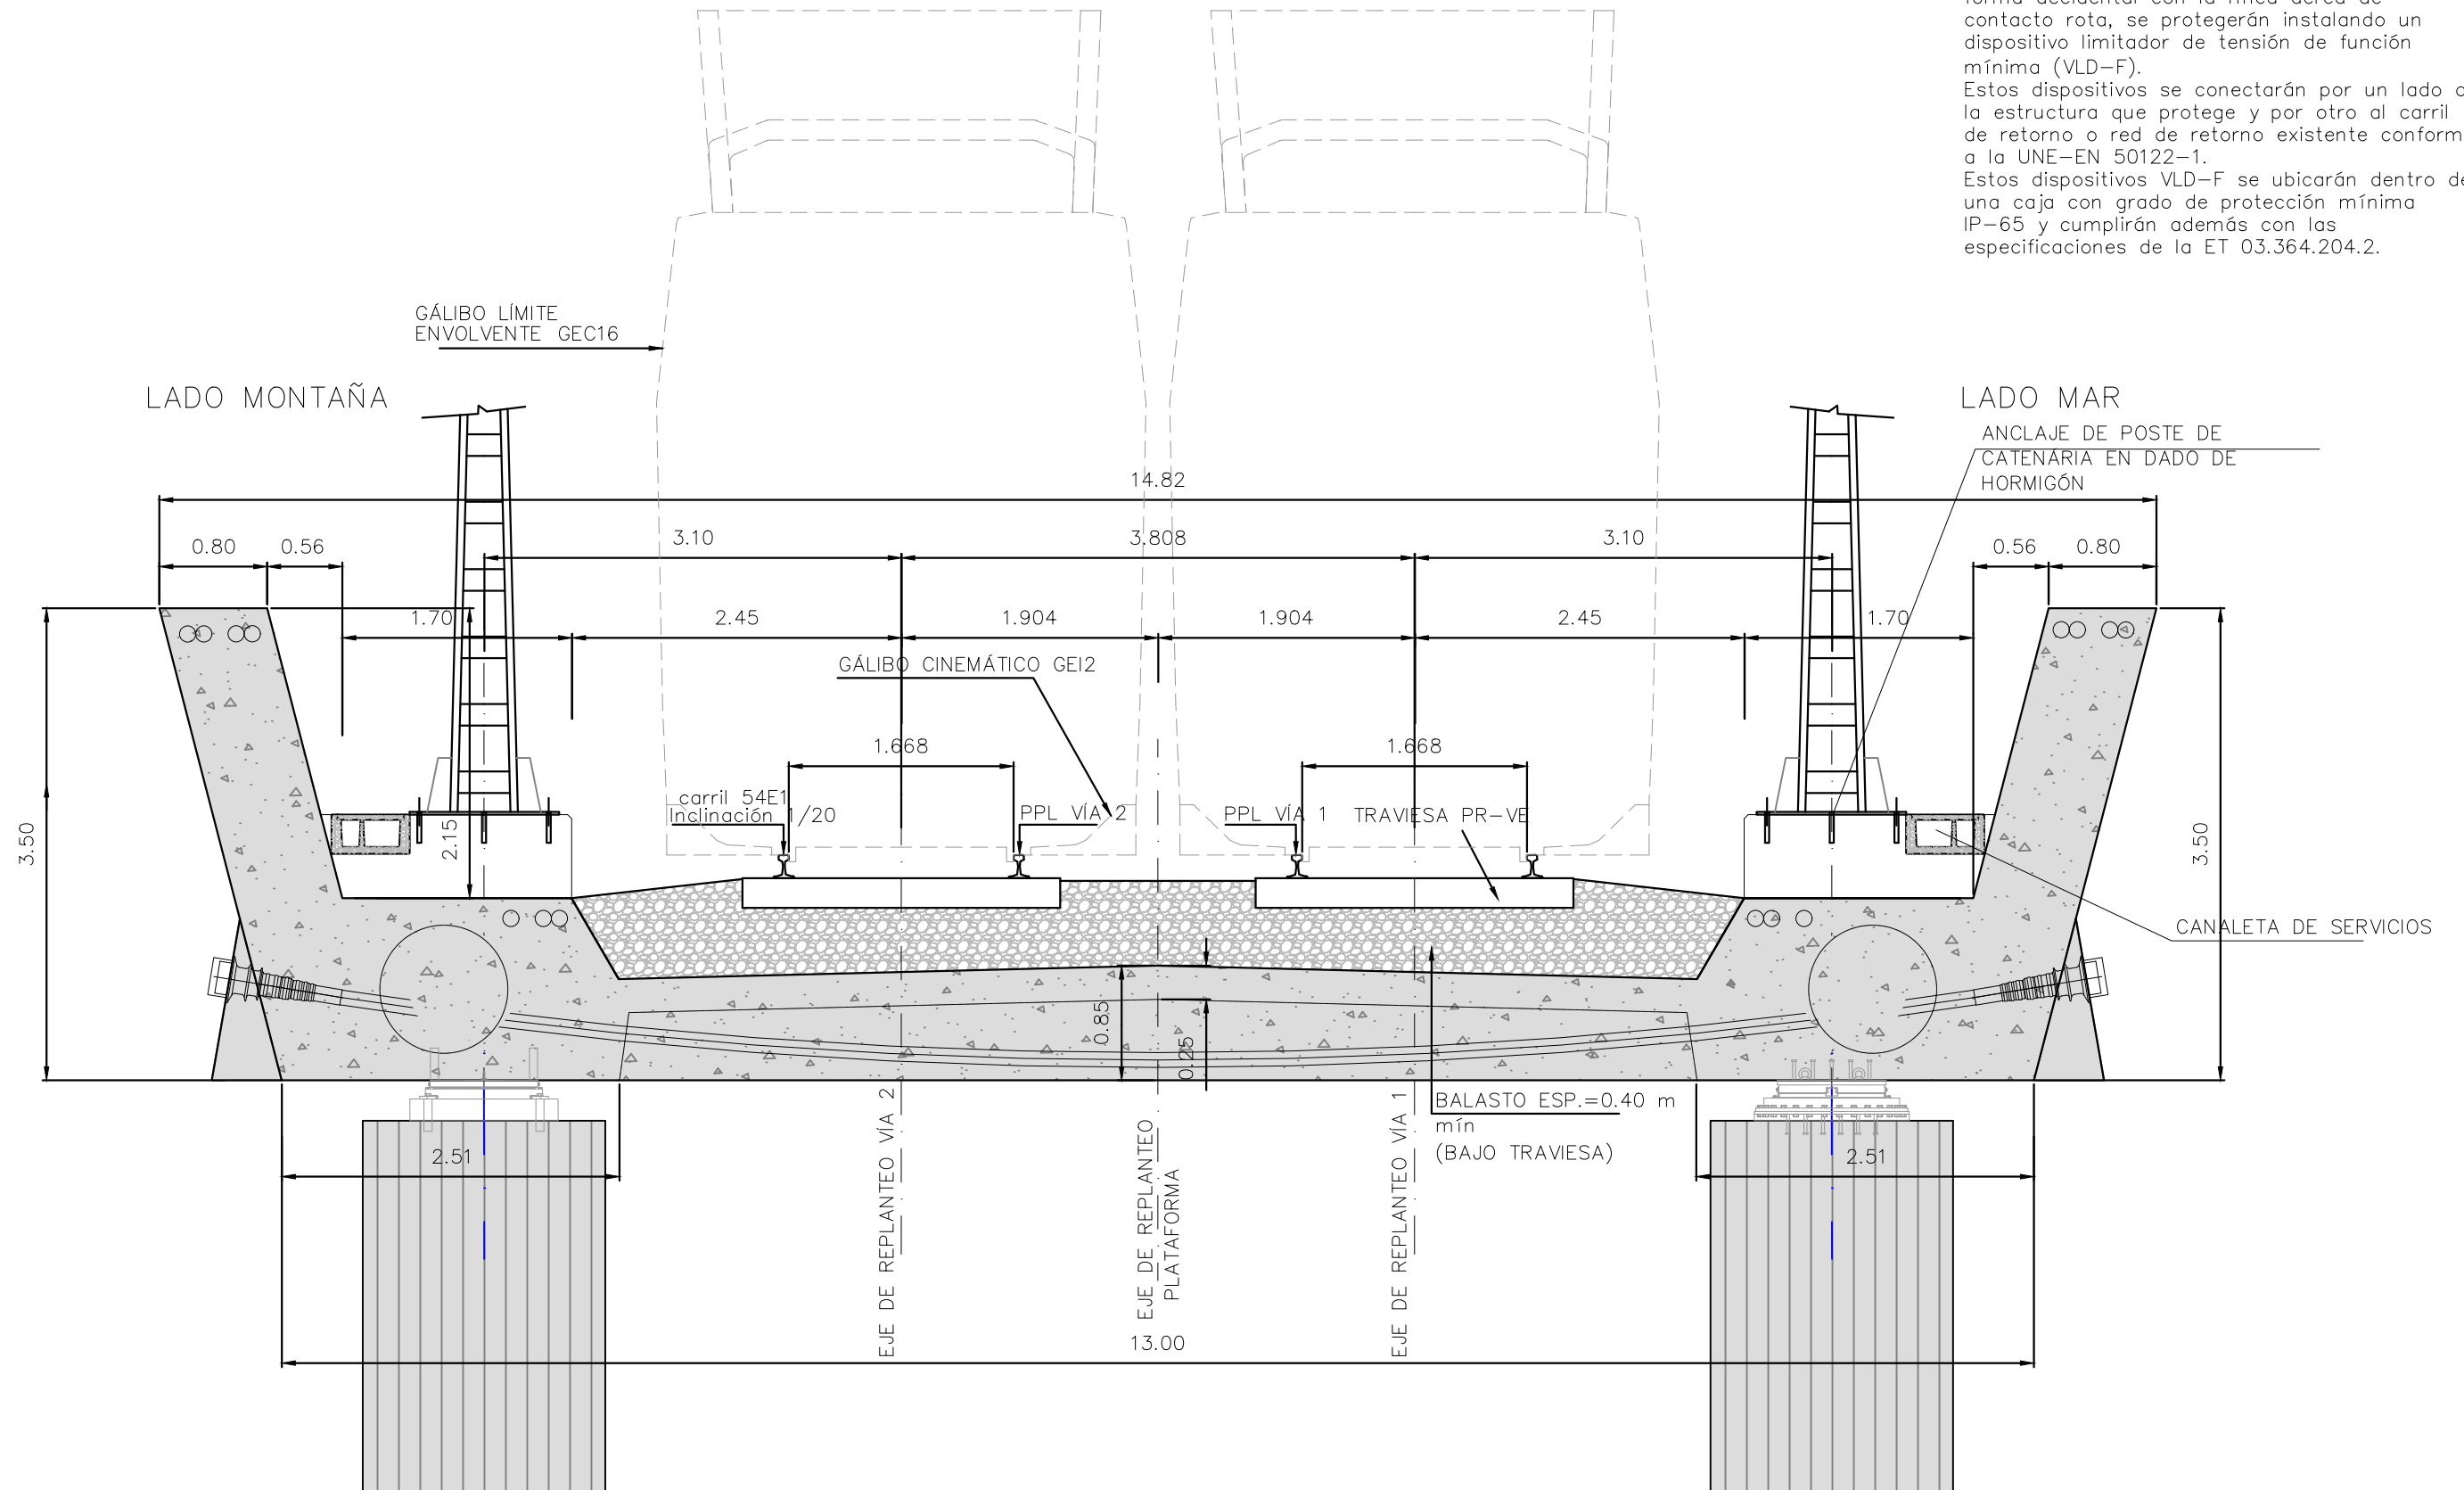 contacto rota, se protegerán instalando un
dispositivo limitador de tensión de función
mínima (VLD-F).
Estos dispositivos se conectarán por un lado a
la estructura que protege y por otro al carril
de retorno o red de retorno existente conform
a la UNE-EN 50122-1.
Estos dispositivos VLD-F se ubicarán dentro de
una caja con grado de protección mínima
IP-65 y cumplirán además con las
especificaciones de la ET 03.364.204.2.
GÁLIBO LÍMITE
ENVOLVENTE GEC16
LADO MONTAÑA
LADO MAR
ANCLAJE DE POSTE DE
CATENÁRIA EN DADO DE
HORMIGÓN
14.82
3.10
3.808
3.10
0.80
0.56
0.56
0.80
1.70
2.45
1.904
1.904
2.45
1.70
GÁLIBO CINEMÁTICO GEI2
1.668
1.668
carril 54E1
Inclinación 1/20
PPL VÍA 2
PPL VÍA 1
TRAVIESA PR-VE
3.50
2.15
3.50
CANALETA DE SERVICIOS
0.85
0.25
BALASTO ESP.=0.40 m
mín
(BAJO TRAVIESA)
2.51
2.51
EJE DE REPLANTEO VÍA 2
EJE DE REPLANTEO
PLATAFORMA
EJE DE REPLANTEO VÍA 1
13.00